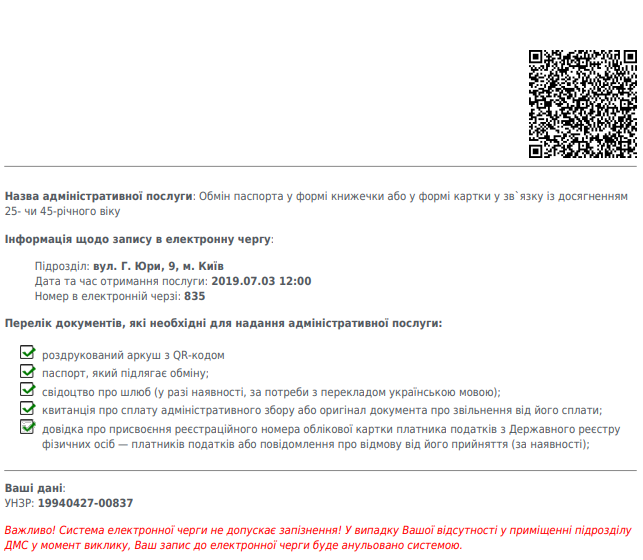 Назва адміністративної послуги: Обмін паспорта у формі книжечки або у формі картки у зв`язку із досягненням
25- чи 45-річного віку
Інформація щодо запису в електронну чергу:
Підрозділ: вул. Г. Юри, 9, м. Київ
Дата та час отримання послуги: 2019.07.03 12:00
Номер в електронній черзі: 835
Перелік документів, які необхідні для надання адміністративної послуги:
роздрукований аркуш з QR-кодом
паспорт, який підлягає обміну;
свідоцтво про шлюб (у разі наявності, за потреби з перекладом українською мовою);
квитанція про сплату адміністративного збору або оригінал документа про звільнення від його сплати;
довідка про присвоєння реєстраційного номера облікової картки платника податків з Державного реєстру
фізичних осіб — платників податків або повідомлення про відмову від його прийняття (за наявності);
Ваші дані:
УНЗР: 19940427-00837
Важливо! Система електронної черги не допускає запізнення! У випадку Вашої відсутності у приміщенні підрозділу
ДМС у момент виклику, Ваш запис до електронної черги буде анульовано системою.